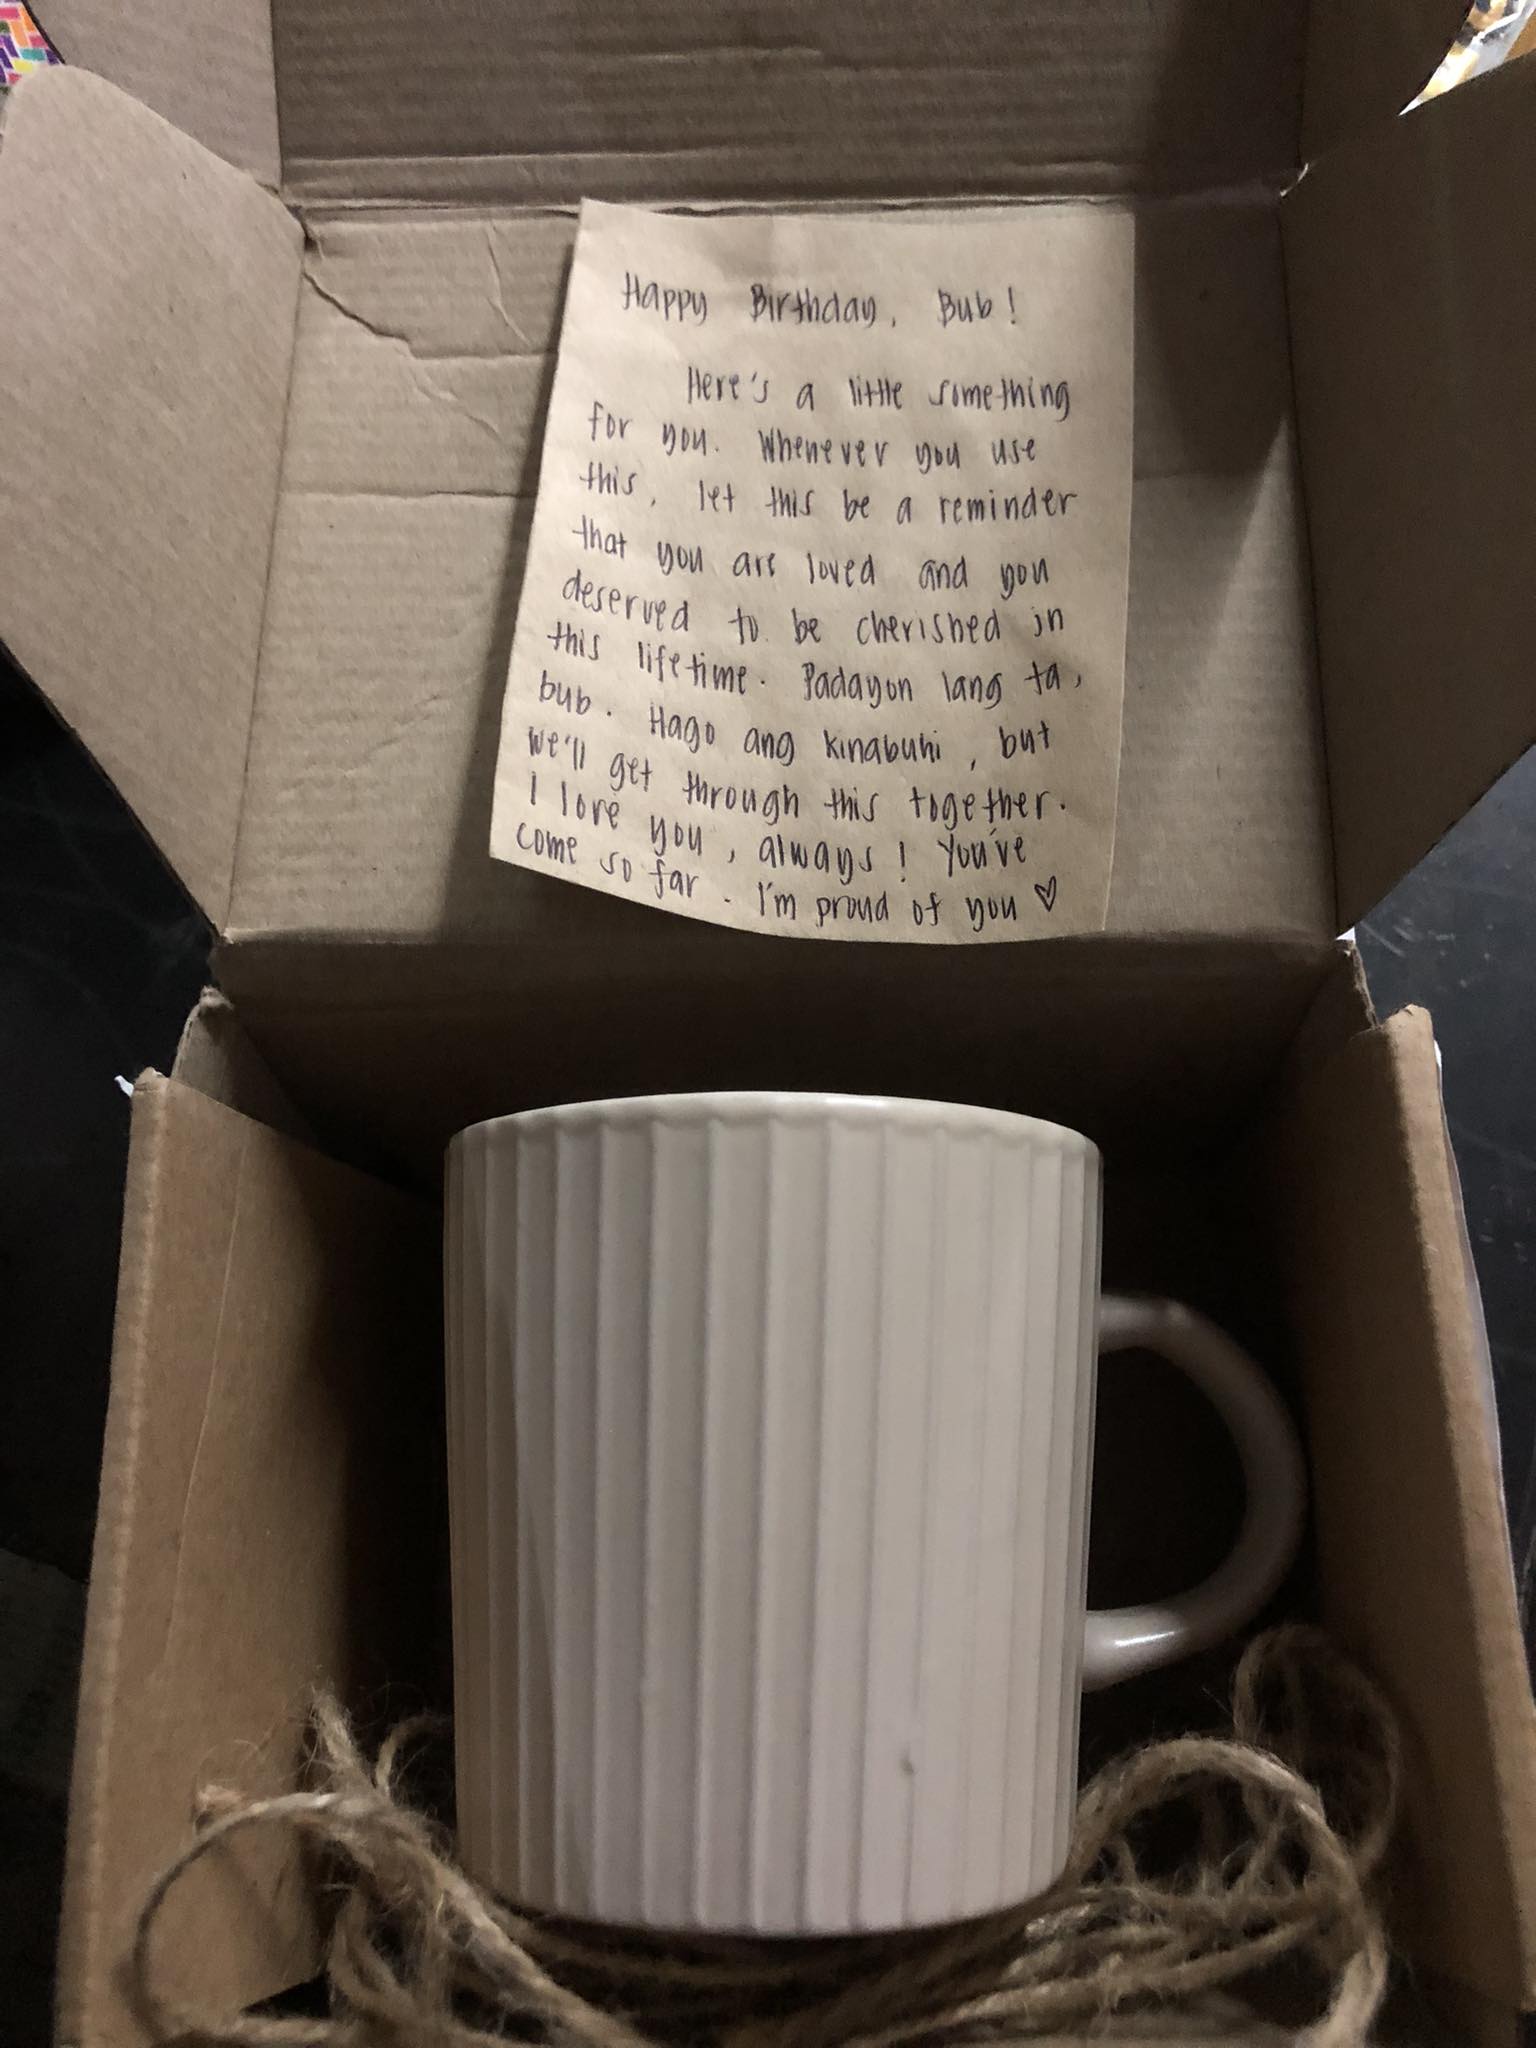 Happy Birthday, Bub!
Here's a little something
for you. Whenever you use
this, let this be a reminder
that you are loved and you
deserved to be cherished in
this lifetime. Padayon lang ta,
bub. Hago ang kinabuhi, but
we'll get through this together.
I love you, always! You've
come so far. I'm proud of you ♡